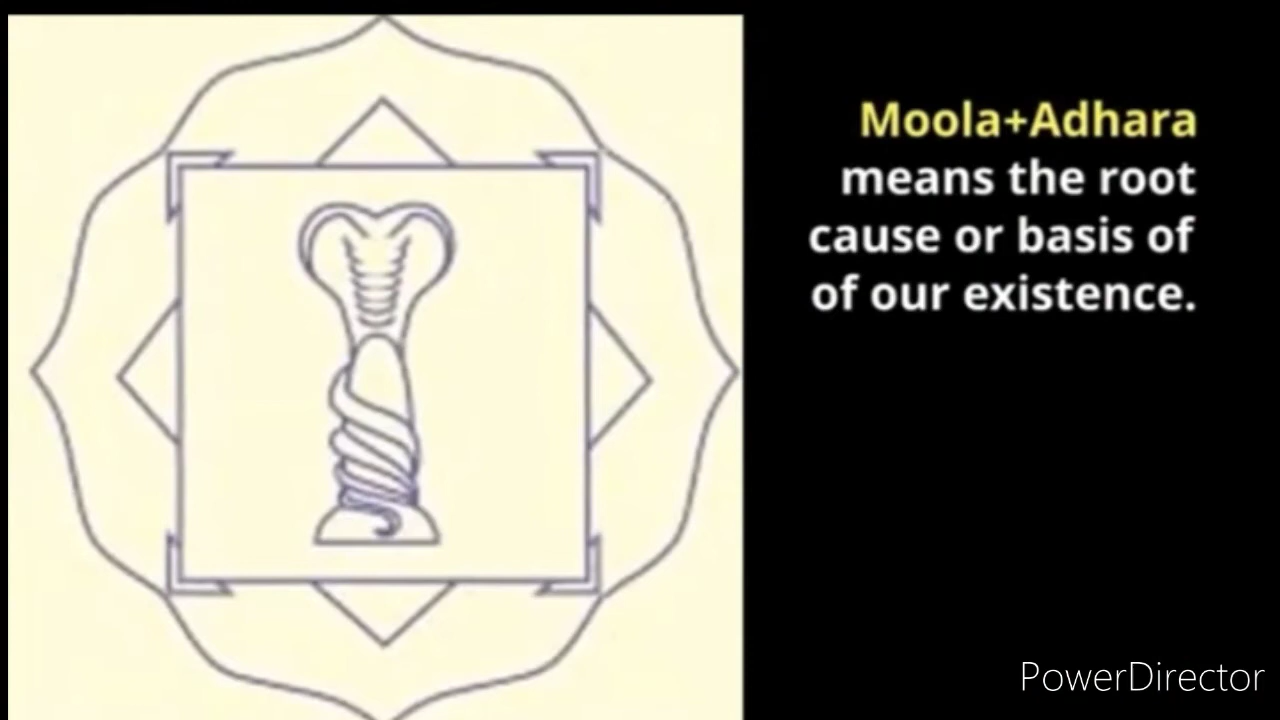 Moola+Adhara
means the root
cause or basis of
of our existence.
PowerDirector